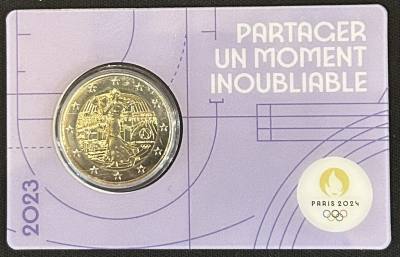 PARTAGER
UN MOMENT
INOUBLIABLE
2023
PARIS 2024